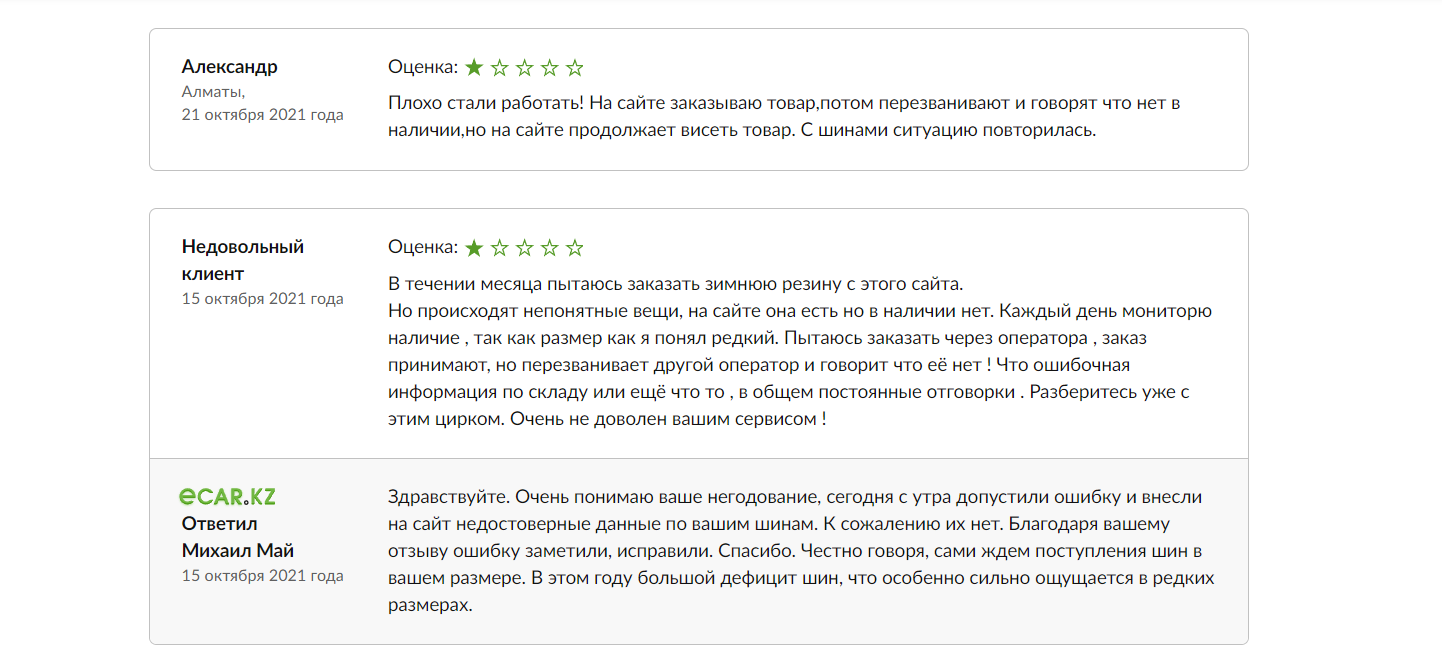 Александр
Алматы,
21 октября 2021 года
Оценка:
Плохо стали работать! На сайте заказываю товар,потом перезванивают и говорят что нет в
наличии,но на сайте продолжает висеть товар. С шинами ситуацию повторилась.
Недовольный
клиент
15 октября 2021 года
Оценка:
В течении месяца пытаюсь заказать зимнюю резину с этого сайта.
Но происходят непонятные вещи, на сайте она есть но в наличии нет. Каждый день мониторю
наличие , так как размер как я понял редкий. Пытаюсь заказать через оператора , заказ
принимают, но перезванивает другой оператор и говорит что её нет ! Что ошибочная
информация по складу или ещё что то , в общем постоянные отговорки . Разберитесь уже с
этим цирком. Очень не доволен вашим сервисом !
eCAR.KZ
Ответил
Михаил Май
15 октября 2021 года
Здравствуйте. Очень понимаю ваше негодование, сегодня с утра допустили ошибку и внесли
на сайт недостоверные данные по вашим шинам. К сожалению их нет. Благодаря вашему
отзыву ошибку заметили, исправили. Спасибо. Честно говоря, сами ждем поступления шин в
вашем размере. В этом году большой дефицит шин, что особенно сильно ощущается в редких
размерах.